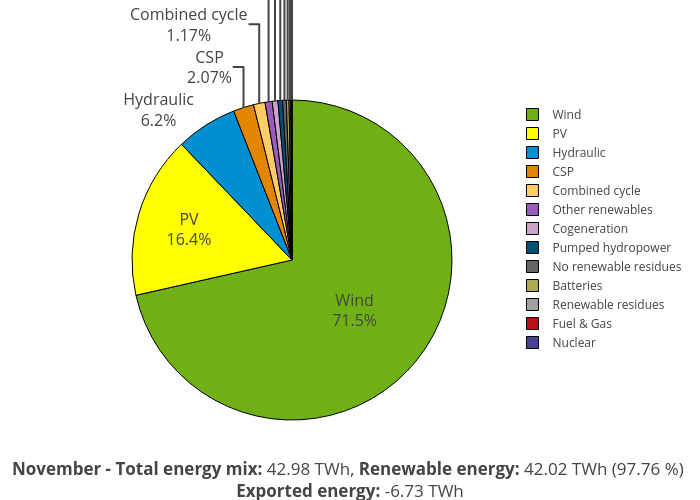 Combined cycle
1.17%
CSP
2.07%
Hydraulic
6.2%
PV
16.4%
Wind
71.5%
Wind
PV
Hydraulic
CSP
Combined cycle
Other renewables
Cogeneration
Pumped hydropower
No renewable residues
Batteries
Renewable residues
Fuel & Gas
Nuclear
November - Total energy mix: 42.98 TWh, Renewable energy: 42.02 TWh (97.76 %)
Exported energy: -6.73 TWh